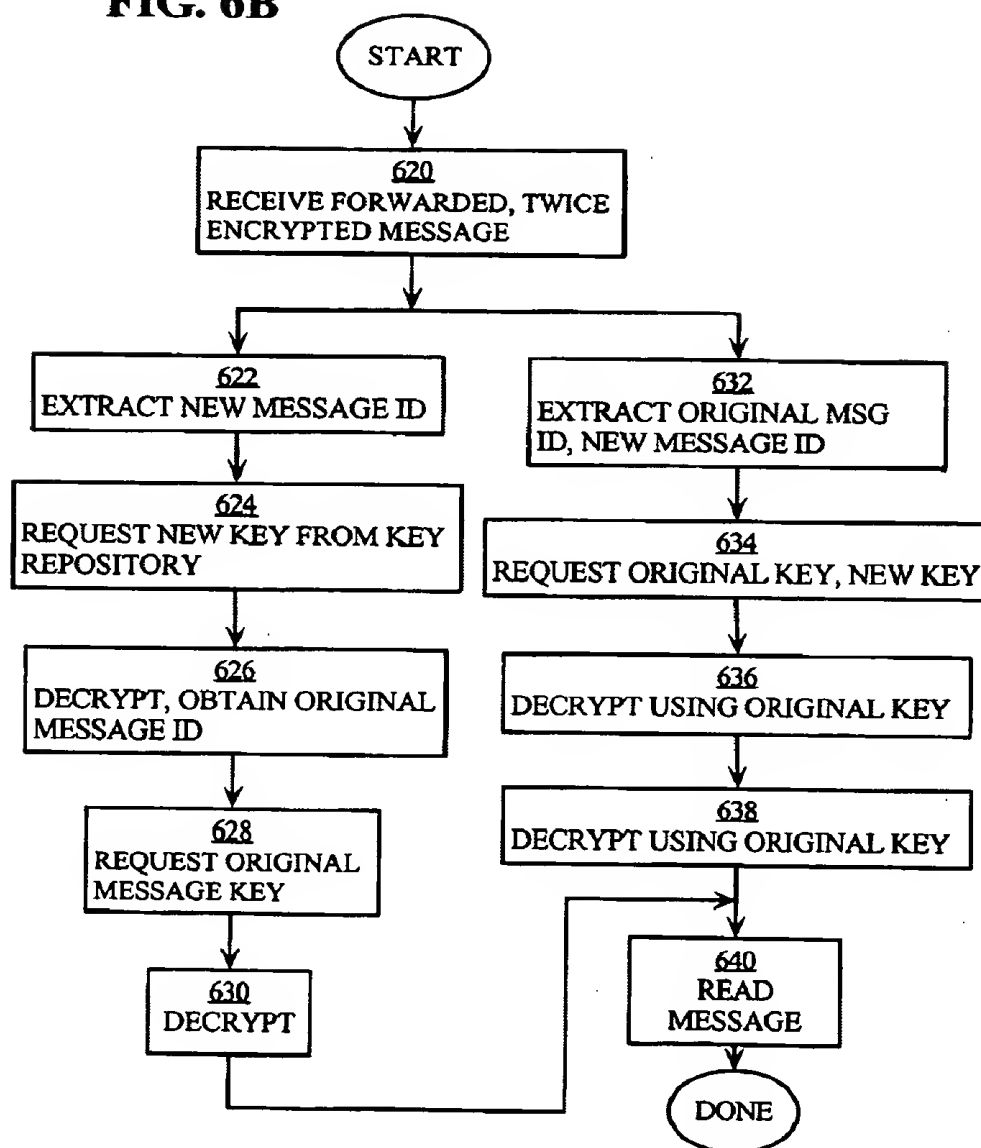 FIG. 6B
START
620
RECEIVE FORWARDED, TWICE
ENCRYPTED MESSAGE
622
EXTRACT NEW MESSAGE ID
624
REQUEST NEW KEY FROM KEY
REPOSITORY
626
DECRYPT, OBTAIN ORIGINAL
MESSAGE ID
628
REQUEST ORIGINAL
MESSAGE KEY
630
DECRYPT
632
EXTRACT ORIGINAL MSG
ID, NEW MESSAGE ID
634
REQUEST ORIGINAL KEY, NEW KEY
636
DECRYPT USING ORIGINAL KEY
638
DECRYPT USING ORIGINAL KEY
640
READ
MESSAGE
DONE